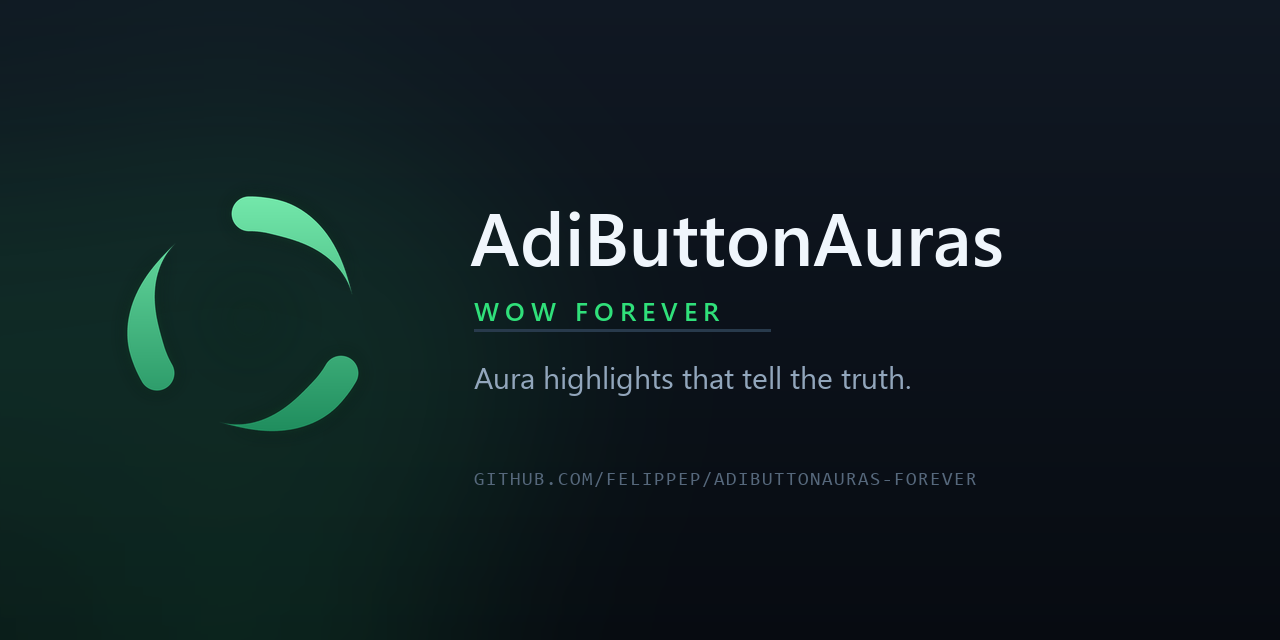 AdiButtonAuras
WOW FOREVER
Aura highlights that tell the truth.
GITHUB.COM/FELIPPEP/ADIBUTTONAURAS-FOREVER